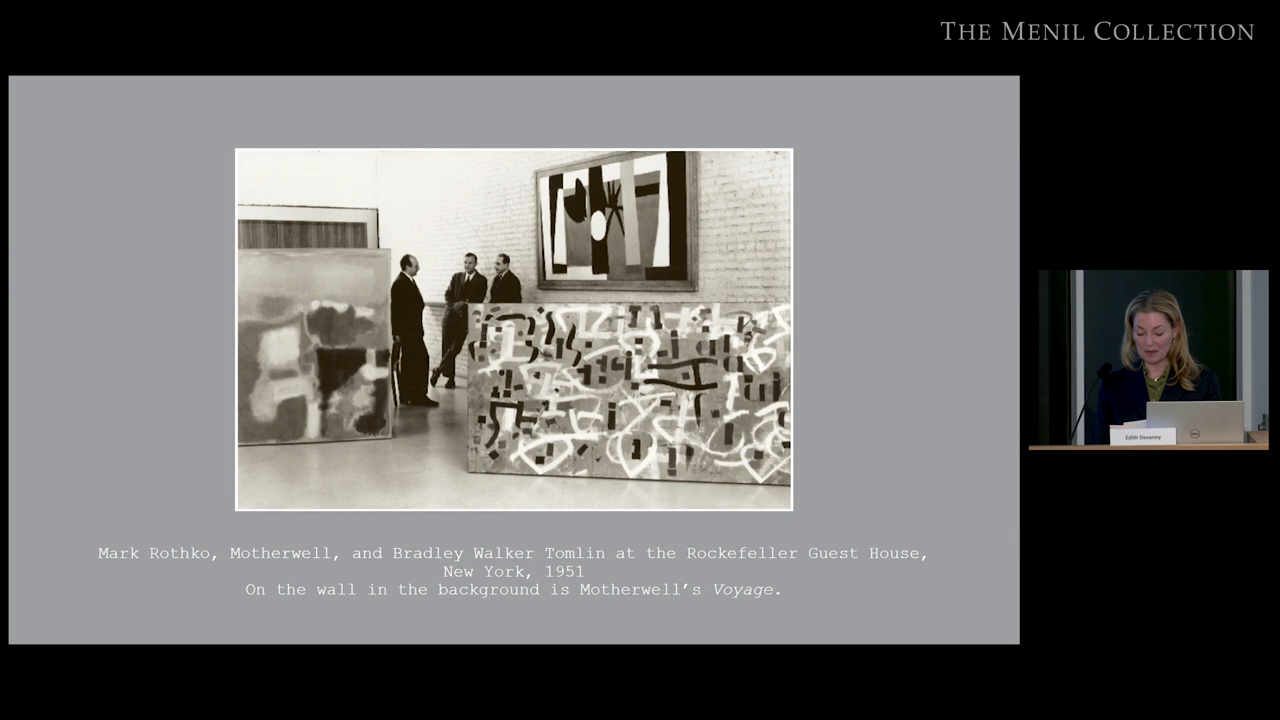 THE MENIL COLLECTION
Mark Rothko, Motherwell, and Bradley Walker Tomlin at the Rockefeller Guest House,
New York, 1951
On the wall in the background is Motherwell's Voyage.
Edith Devaney
DELL